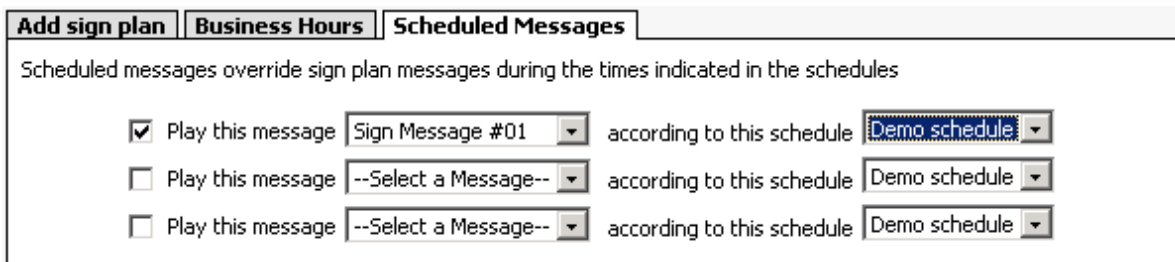 Add sign plan Business Hours Scheduled Messages
Scheduled messages override sign plan messages during the times indicated in the schedules
Play this message Sign Message #01 according to this schedule Demo schedule
Play this message --Select a Message-- according to this schedule Demo schedule
Play this message --Select a Message-- according to this schedule Demo schedule